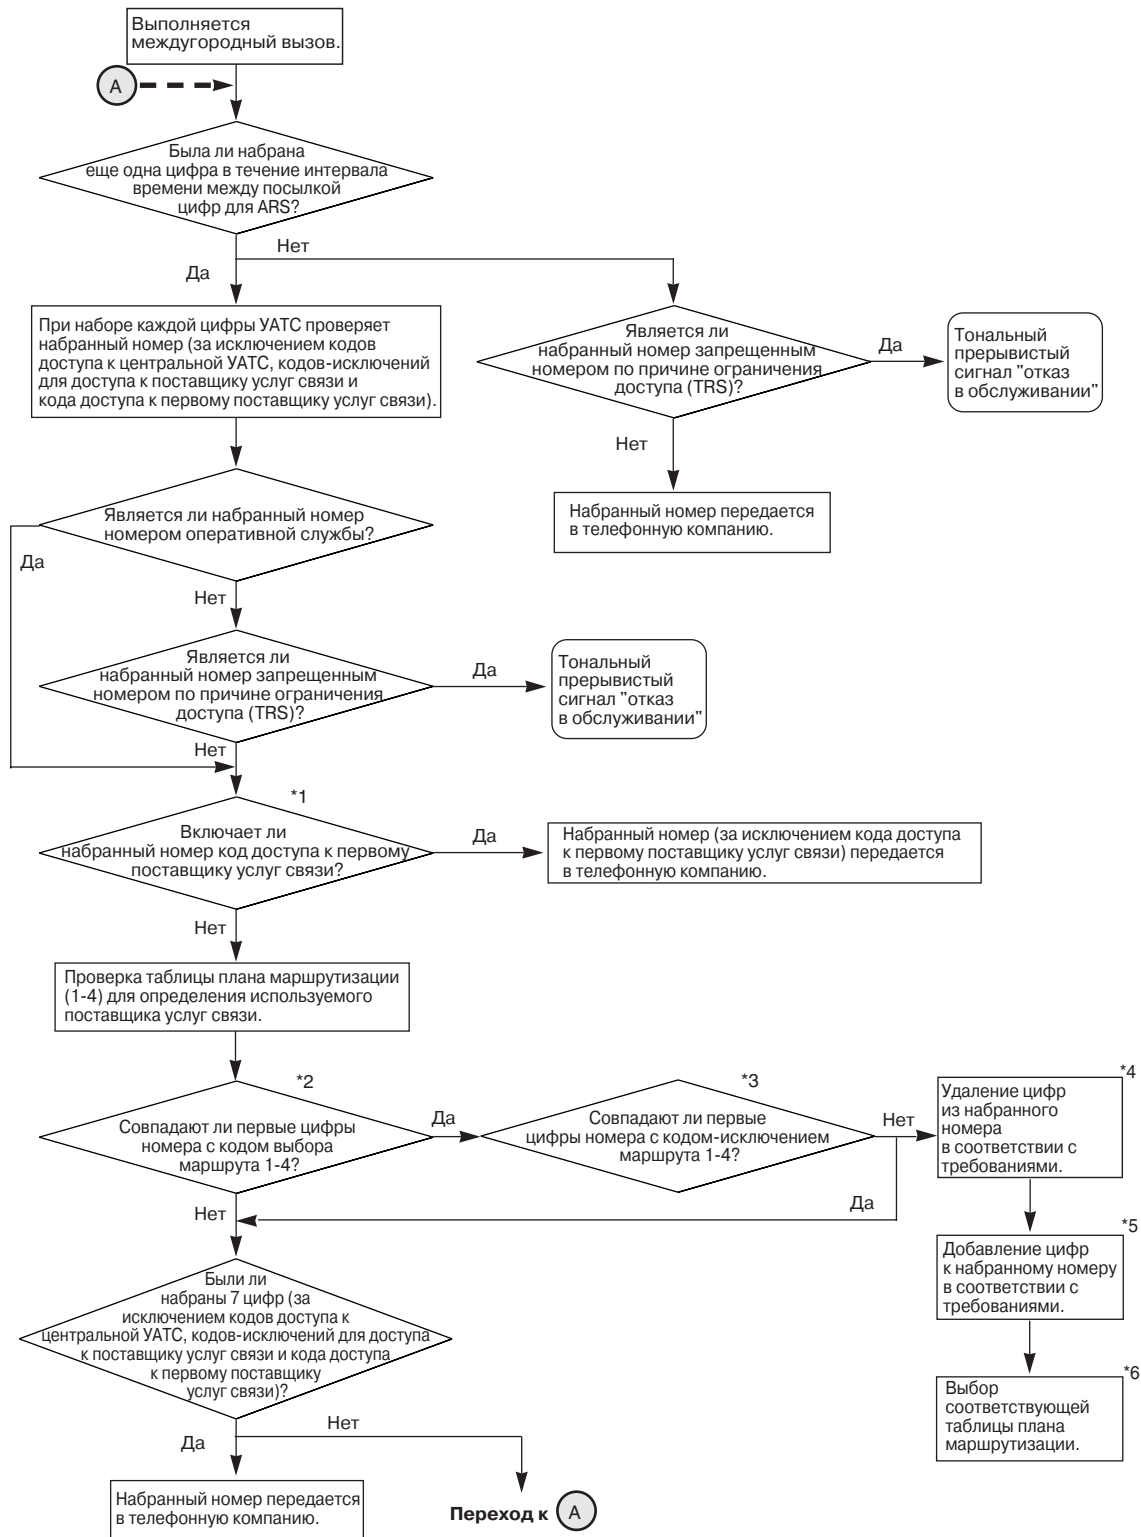 Выполняется
междугородный вызов.
A
Была ли набрана
еще одна цифра в течение интервала
времени между посылкой
цифр для ARS?
Нет
Да
При наборе каждой цифры УАТС проверяет
набранный номер (за исключением кодов
доступа к центральной УАТС, кодов-исключений
для доступа к поставщику услуг связи и
кода доступа к первому поставщику услуг связи).
Является ли
набранный номер запрещенным
номером по причине ограничения
доступа (TRS)?
Да
Тональный
прерывистый
сигнал "отказ
в обслуживании"
Нет
Набранный номер передается
в телефонную компанию.
Является ли набранный номер
номером оперативной службы?
Да
Нет
Является ли
набранный номер запрещенным
номером по причине ограничения
доступа (TRS)?
Да
Тональный
прерывистый
сигнал "отказ
в обслуживании"
Нет
*1
Включает ли
набранный номер код доступа к первому
поставщику услуг связи?
Да
Набранный номер (за исключением кода доступа
к первому поставщику услуг связи) передается
в телефонную компанию.
Нет
Проверка таблицы плана маршрутизации
(1-4) для определения используемого
поставщика услуг связи.
*2
Совпадают ли первые цифры
номера с кодом выбора
маршрута 1-4?
Да
*3
Совпадают ли первые
цифры номера с кодом-исключением
маршрута 1-4?
Нет
*4
Удаление цифр
из набранного
номера
в соответствии с
требованиями.
Да
Нет
*5
Добавление цифр
к набранному номеру
в соответствии с
требованиями.
Были ли
набраны 7 цифр (за
исключением кодов доступа к
центральной УАТС, кодов-исключений для доступа
к поставщику услуг связи и кода доступа
к первому поставщику
услуг связи)?
*6
Выбор
соответствующей
таблицы плана
маршрутизации.
Нет
Да
Набранный номер передается
в телефонную компанию.
Переход к A